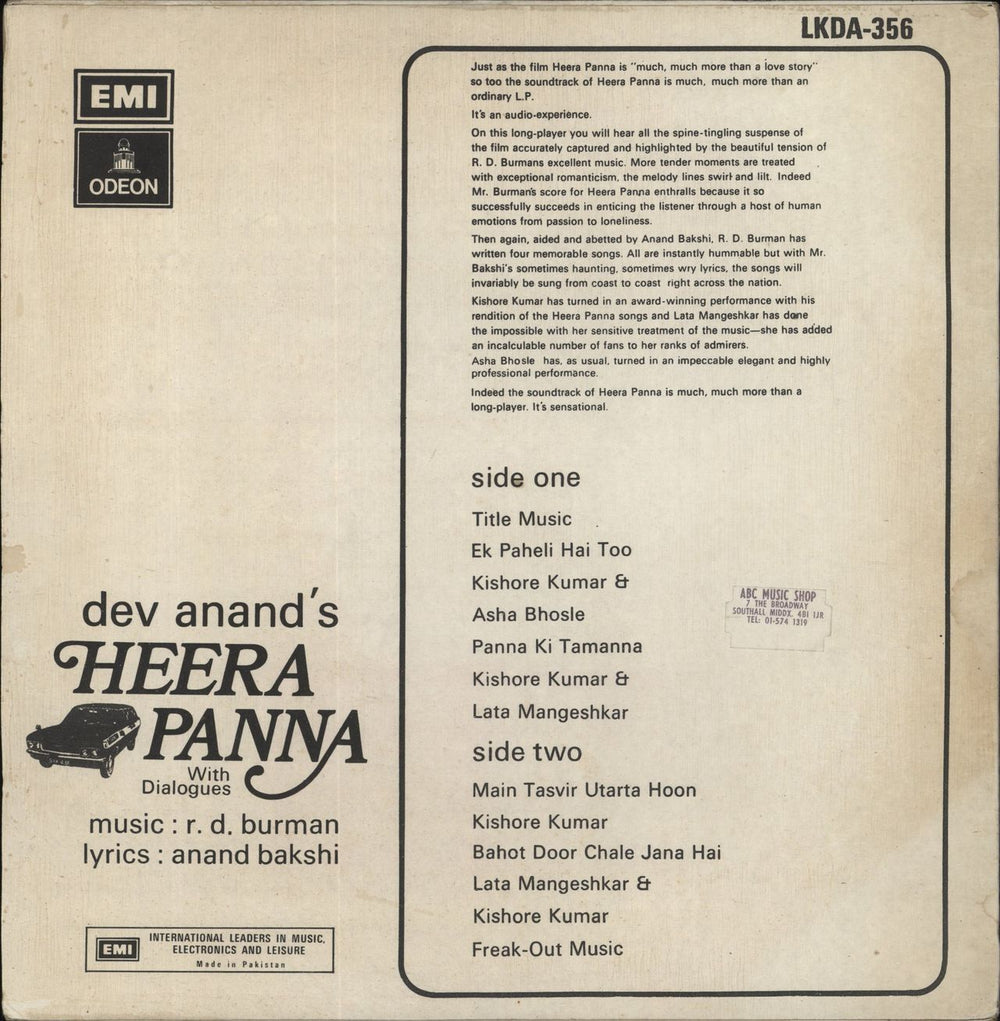 LKDA-356
EMI
ODEON
Just as the film Heera Panna is "much, much more than a love story"
so too the soundtrack of Heera Panna is much, much more than an
ordinary L.P.
It's an audio-experience.
On this long-player you will hear all the spine-tingling suspense of
the film accurately captured and highlighted by the beautiful tension of
R. D. Burmans excellent music. More tender moments are treated
with exceptional romanticism, the melody lines swirl and lilt. Indeed
Mr. Burman's score for Heera Panna enthralls because it so
successfully succeeds in enticing the listener through a host of human
emotions from passion to loneliness.
Then again, aided and abetted by Anand Bakshi, R. D. Burman has
written four memorable songs. All are instantly hummable but with Mr.
Bakshi's sometimes haunting, sometimes wry lyrics, the songs will
invariably be sung from coast to coast right across the nation.
Kishore Kumar has turned in an award-winning performance with his
rendition of the Heera Panna songs and Lata Mangeshkar has done
the impossible with her sensitive treatment of the music—she has added
an incalculable number of fans to her ranks of admirers.
Asha Bhosle has, as usual, turned in an impeccable elegant and highly
professional performance.
Indeed the soundtrack of Heera Panna is much, much more than a
long-player. It's sensational.
side one
Title Music
Ek Paheli Hai Too
Kishore Kumar &
Asha Bhosle
Panna Ki Tamanna
Kishore Kumar &
Lata Mangeshkar
side two
Main Tasvir Utarta Hoon
Kishore Kumar
Bahot Door Chale Jana Hai
Lata Mangeshkar &
Kishore Kumar
Freak-Out Music
ABC MUSIC SHOP
7 THE BROADWAY
SOUTHALL MIDDX. 4B1 1JR
TEL: 01-574 1319
dev anand's
HEERA
PANNA
With
Dialogues
music : r. d. burman
lyrics : anand bakshi
EMI
INTERNATIONAL LEADERS IN MUSIC,
ELECTRONICS AND LEISURE
Made in Pakistan